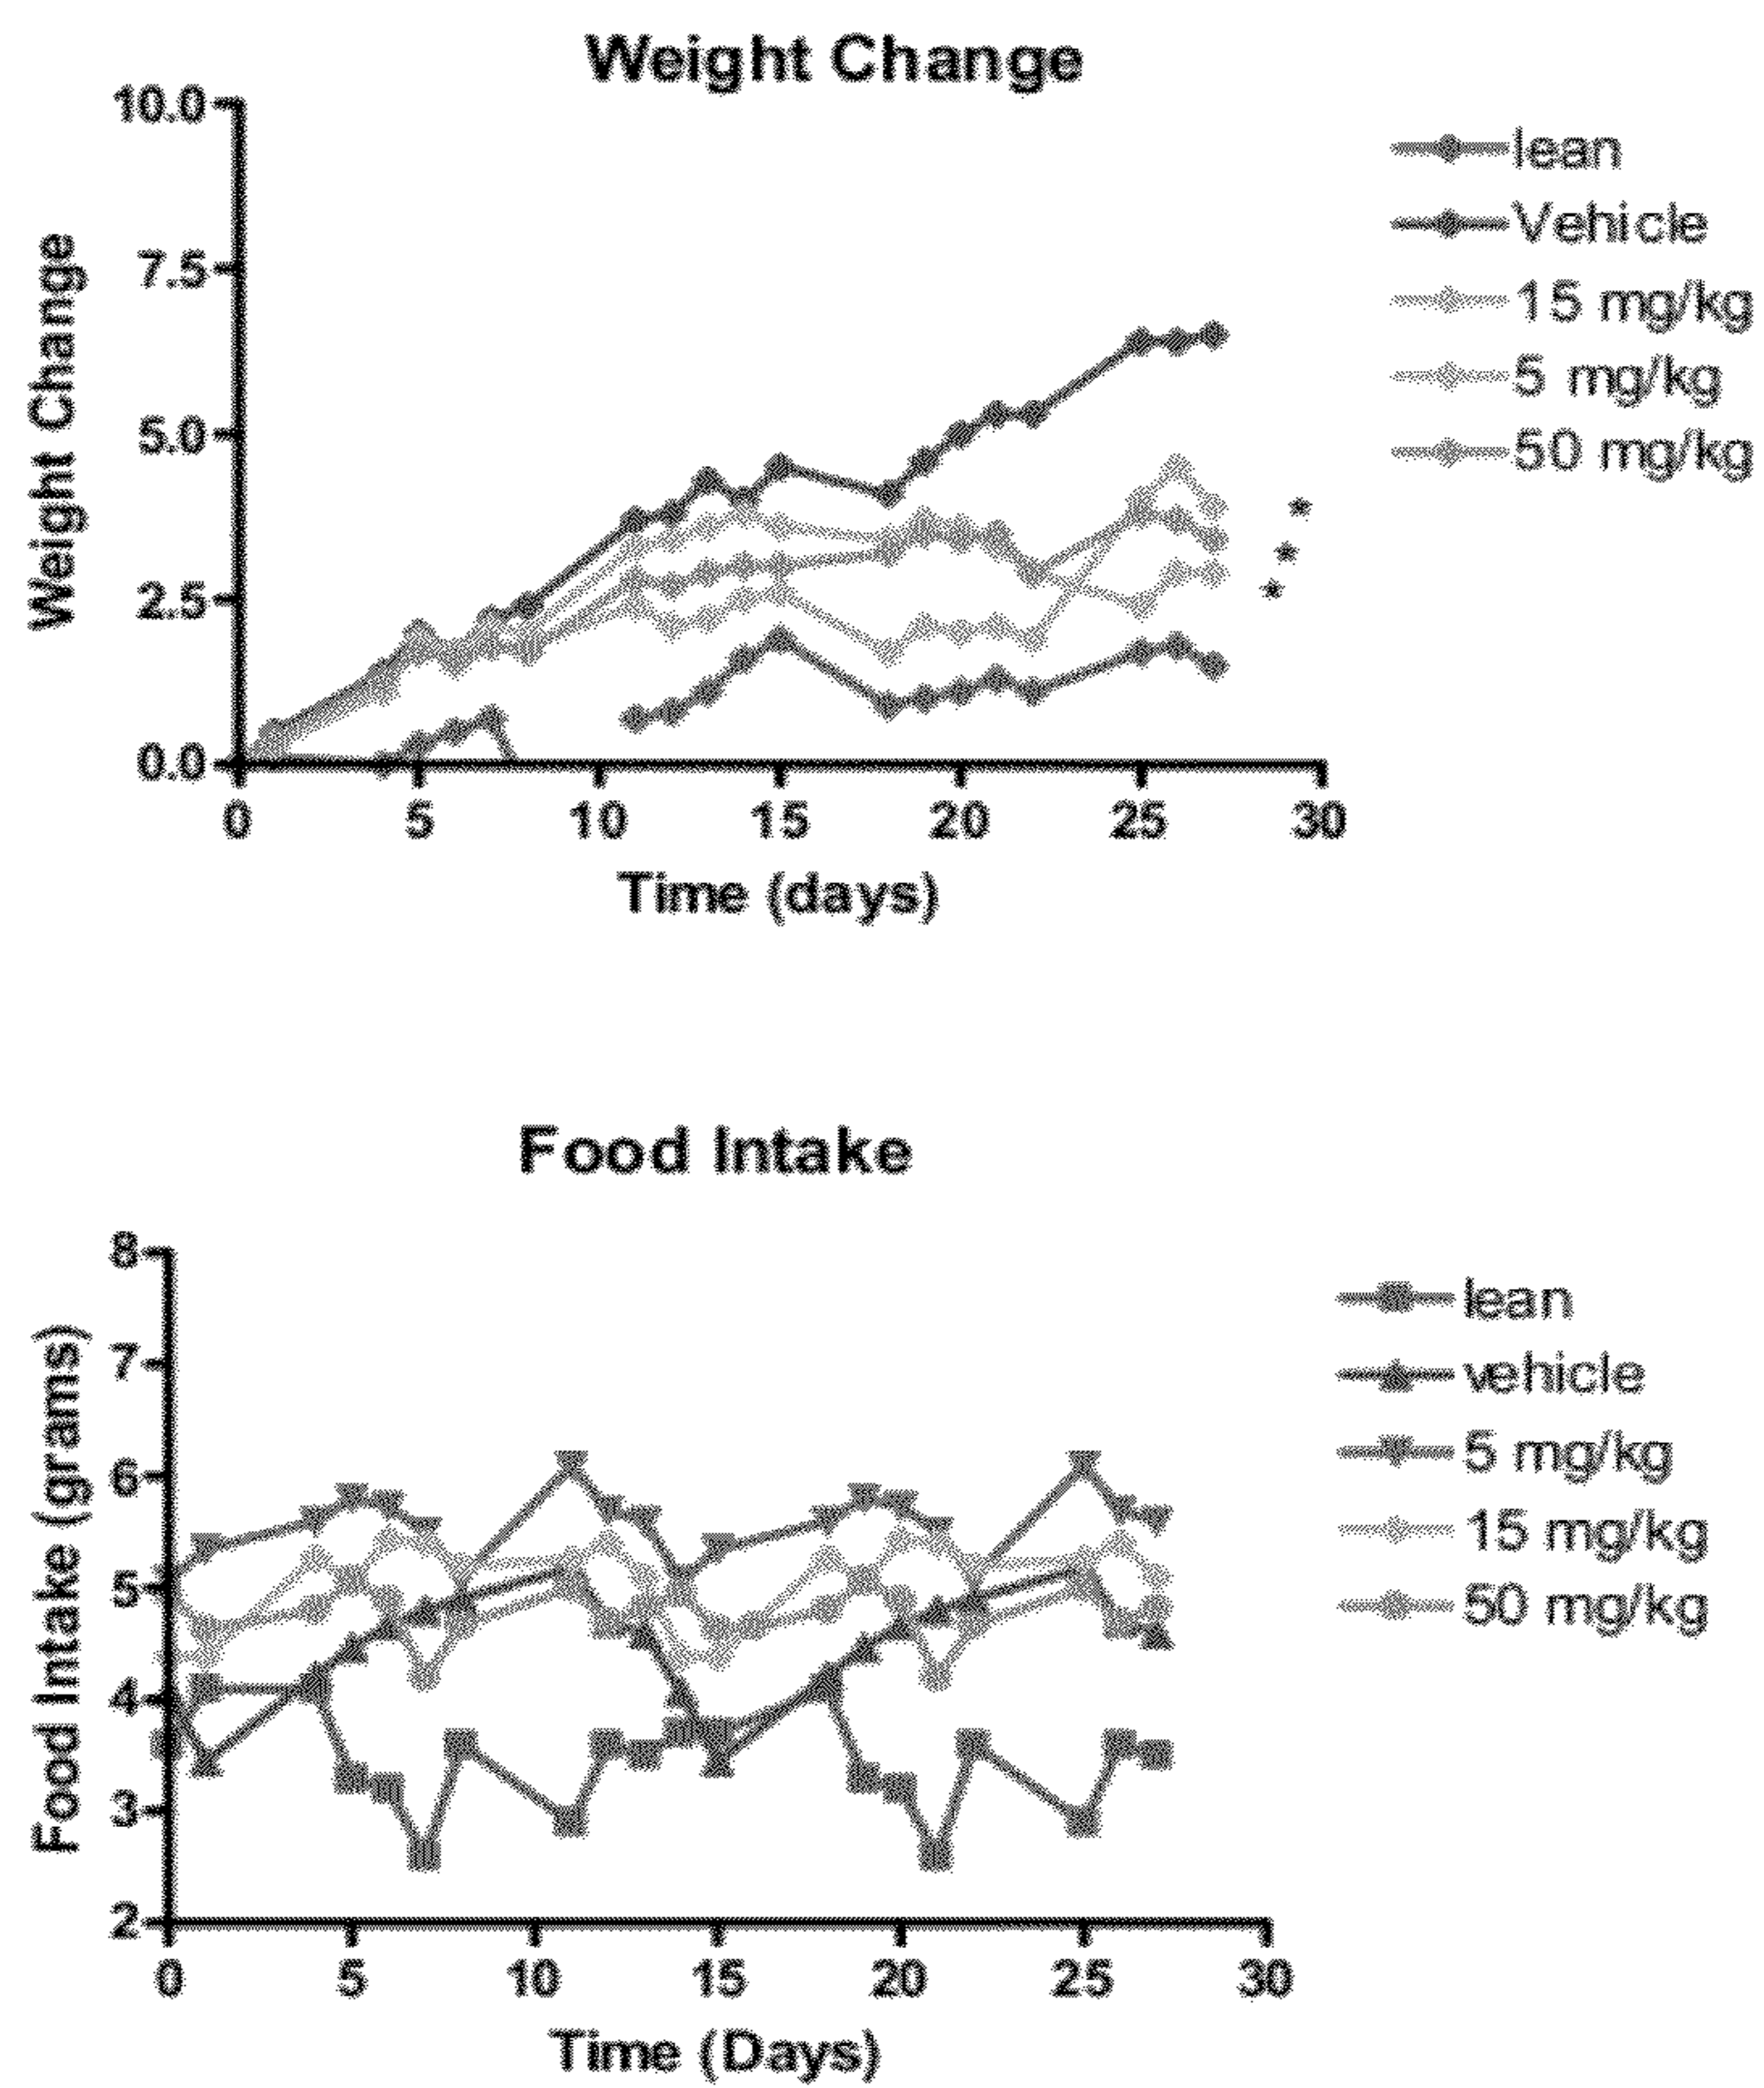 Weight Change
10.0
7.5
5.0
2.5
0.0
Weight Change
0 5 10 15 20 25 30
Time (days)
lean
Vehicle
15 mg/kg
5 mg/kg
50 mg/kg
*
*
*
Food Intake
8
7
6
5
4
3
2
Food Intake (grams)
0 5 10 15 20 25 30
Time (Days)
lean
vehicle
5 mg/kg
15 mg/kg
50 mg/kg